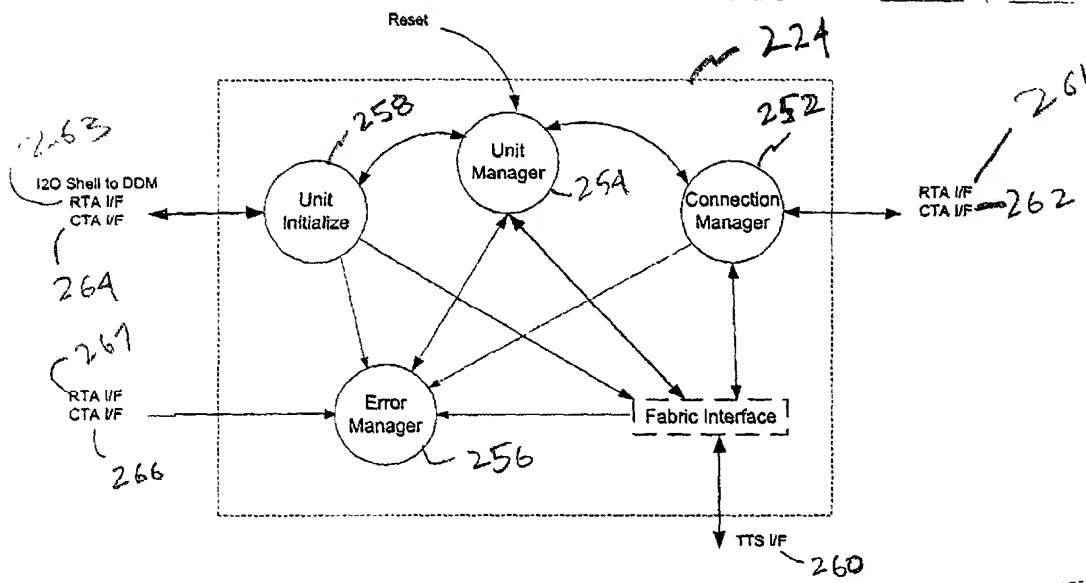 Reset
224
258
252
261
263
I2O Shell to DDM
RTA I/F
CTA I/F
Unit
Initialize
Unit
Manager
254
Connection
Manager
RTA I/F
CTA I/F
262
264
267
RTA I/F
CTA I/F
266
Error
Manager
256
Fabric Interface
TTS I/F
260